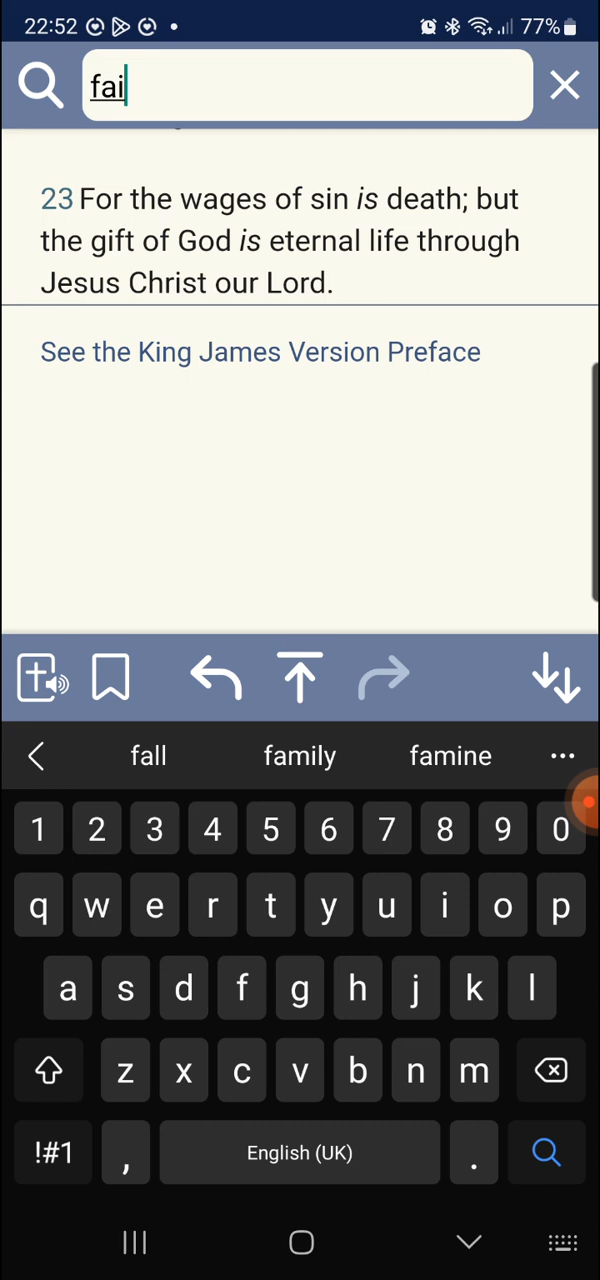 22:52 77%
fai
23 For the wages of sin is death; but
the gift of God is eternal life through
Jesus Christ our Lord.
See the King James Version Preface
fall family famine
1 2 3 4 5 6 7 8 9 0
q w e r t y u i o p
a s d f g h j k l
z x c v b n m
!#1 , English (UK) .